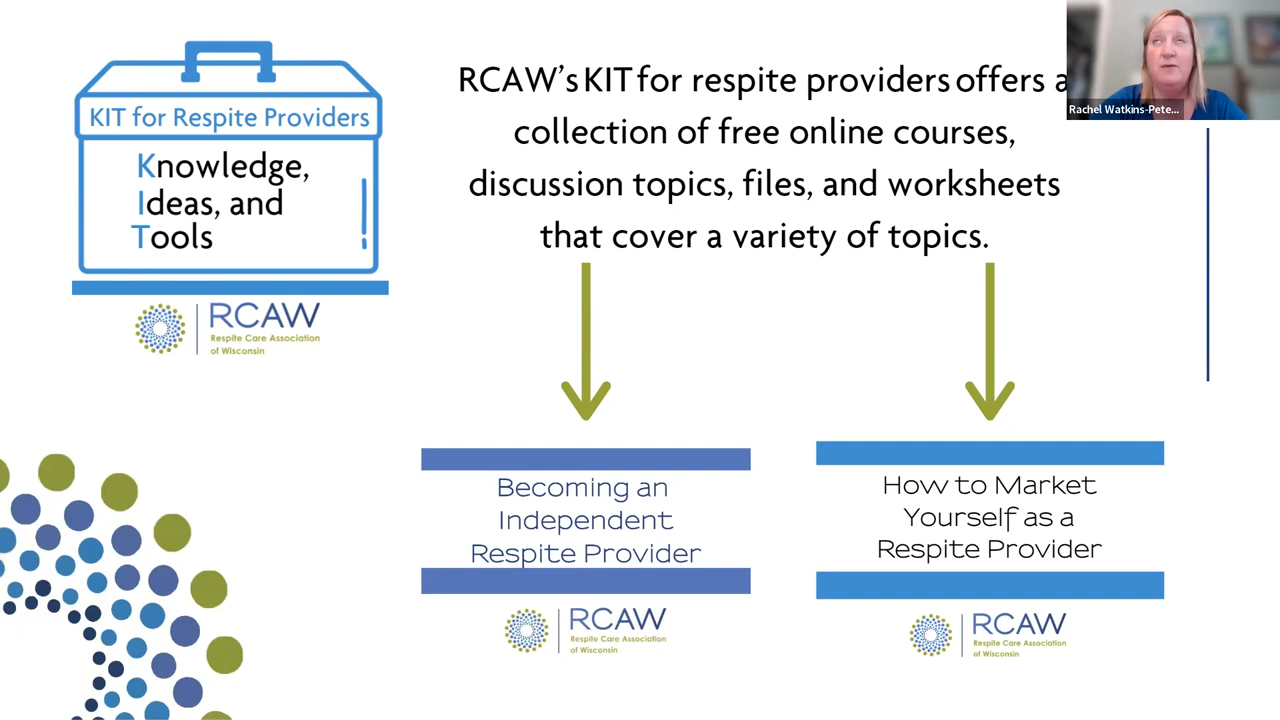 KIT for Respite Providers
Knowledge,
Ideas, and
Tools
RCAW
Respite Care Association
of Wisconsin
RCAW's KIT for respite providers offers a
collection of free online courses,
discussion topics, files, and worksheets
that cover a variety of topics.
Rachel Watkins-Pete...
Becoming an
Independent
Respite Provider
RCAW
Respite Care Association
of Wisconsin
How to Market
Yourself as a
Respite Provider
RCAW
Respite Care Association
of Wisconsin